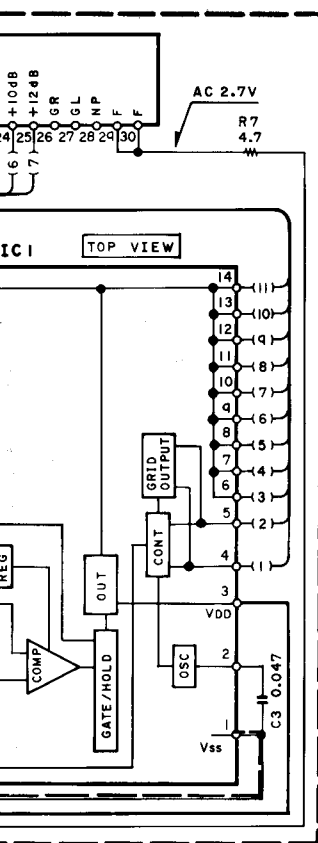 +10dB
+12dB
GR
GL
NP
F
F
24 25 26 27 28 29 30
(6)
(7)
AC 2.7V
R7
4.7
IC1
TOP VIEW
14 (11)
13 (10)
12 (9)
11 (8)
10 (7)
9 (6)
8 (5)
7 (4)
6 (3)
5 (2)
4 (1)
3
VDD
2
1
Vss
GRID OUTPUT
CONT
OUT
REG
COMP
GATE/HOLD
OSC
C3 0.047